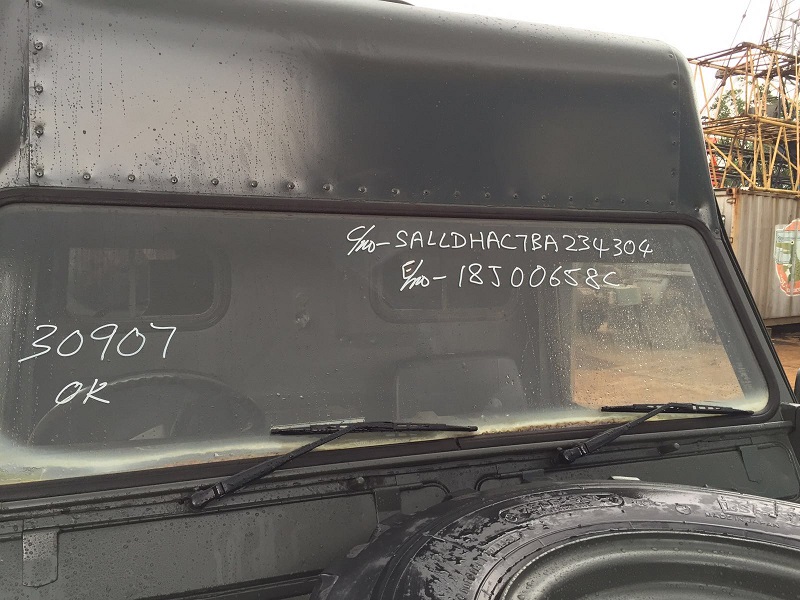 C/no- SALLDHAC7BA234304
E/no- 18J00658C
30907
OK